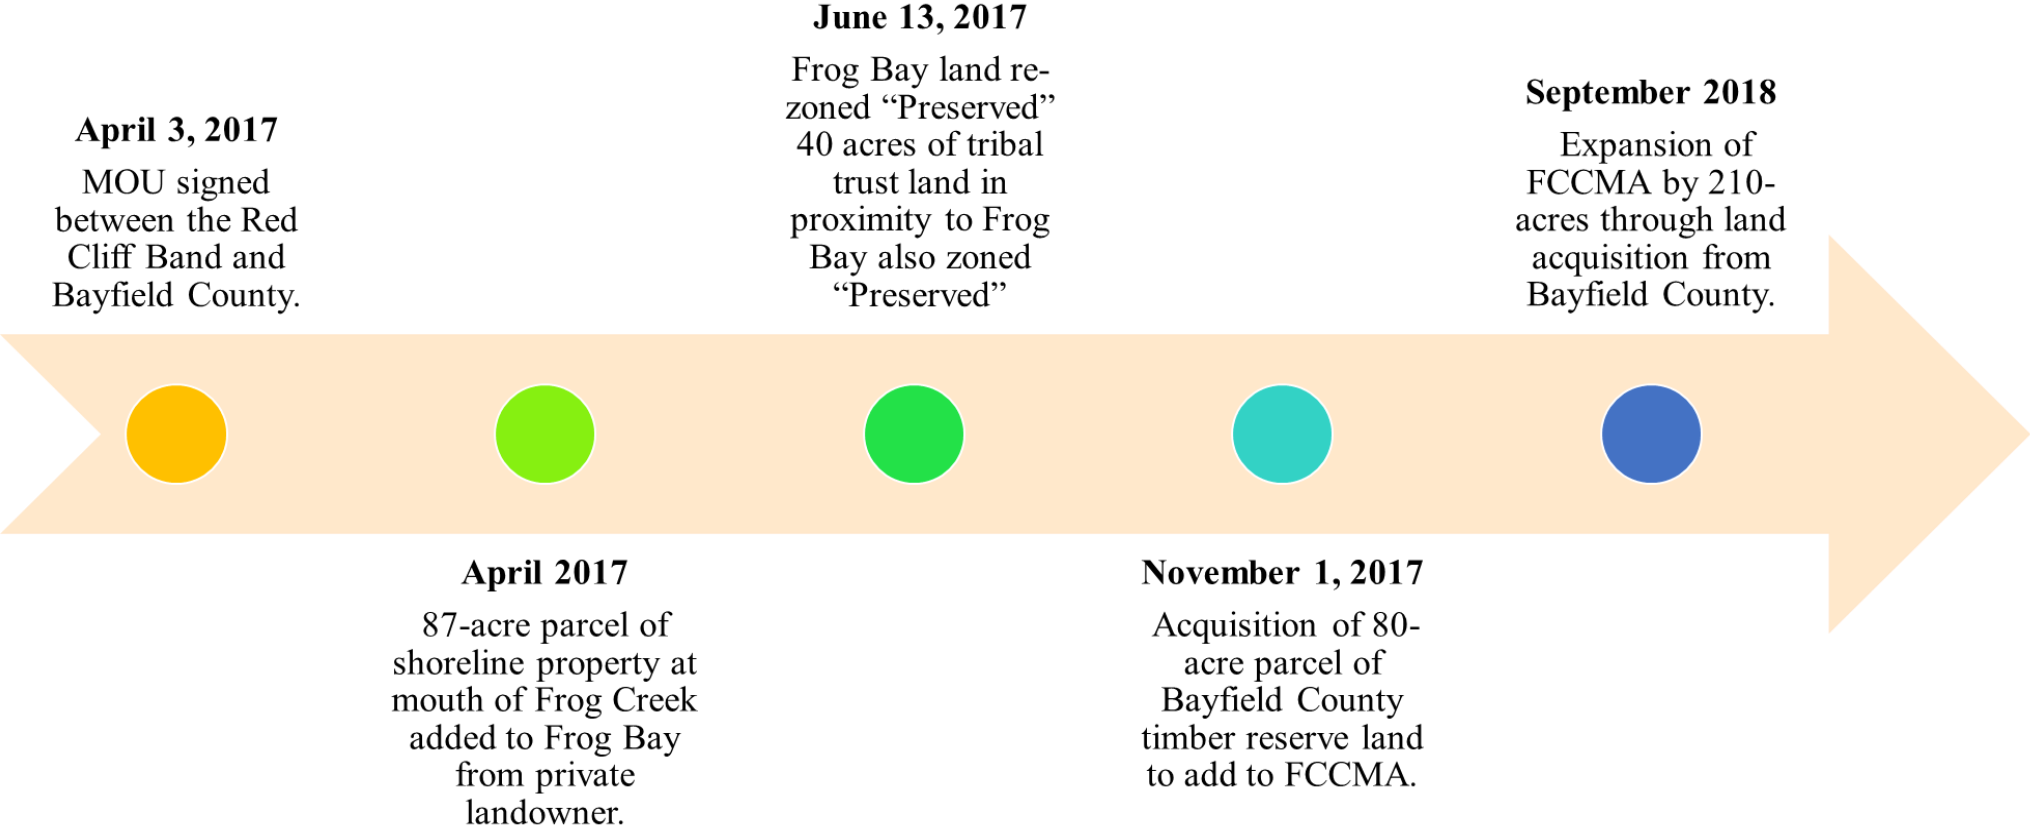 April 3, 2017
MOU signed
between the Red
Cliff Band and
Bayfield County.
April 2017
87-acre parcel of
shoreline property at
mouth of Frog Creek
added to Frog Bay
from private
landowner.
June 13, 2017
Frog Bay land re-
zoned “Preserved”
40 acres of tribal
trust land in
proximity to Frog
Bay also zoned
“Preserved”
November 1, 2017
Acquisition of 80-
acre parcel of
Bayfield County
timber reserve land
to add to FCCMA.
September 2018
Expansion of
FCCMA by 210-
acres through land
acquisition from
Bayfield County.